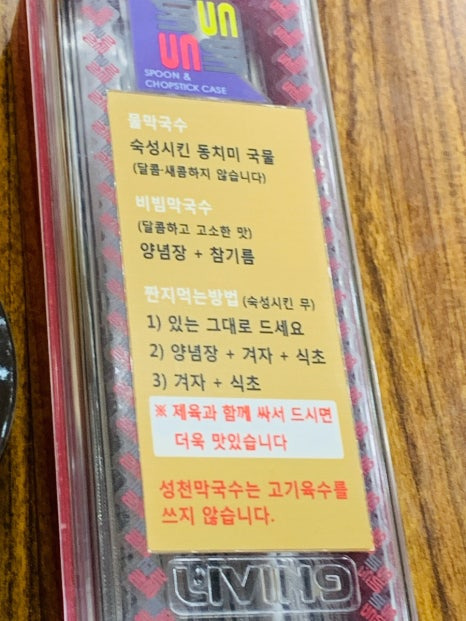 UN
UN
SPOON &
CHOPSTICK CASE
물막국수
숙성시킨 동치미 국물
(달콤·새콤하지 않습니다)
비빔막국수
(달콤하고 고소한 맛)
양념장 + 참기름
짠지먹는방법 (숙성시킨 무)
1) 있는 그대로 드세요
2) 양념장 + 겨자 + 식초
3) 겨자 + 식초
※ 제육과 함께 싸서 드시면
더욱 맛있습니다
성천막국수는 고기육수를
쓰지 않습니다.
LIVING